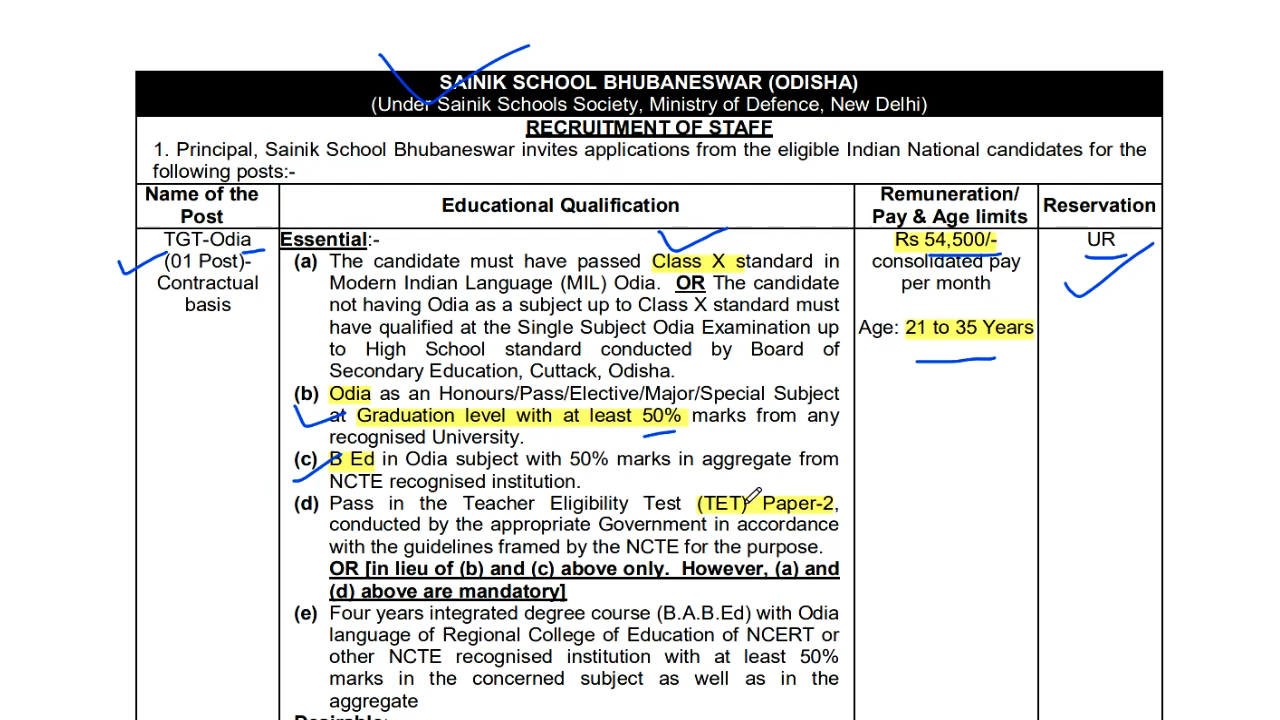 SAINIK SCHOOL BHUBANESWAR (ODISHA)
(Under Sainik Schools Society, Ministry of Defence, New Delhi)
RECRUITMENT OF STAFF
1. Principal, Sainik School Bhubaneswar invites applications from the eligible Indian National candidates for the
following posts:-
Name of the
Post
Educational Qualification
Remuneration/
Pay & Age limits
Reservation
TGT-Odia
(01 Post)-
Contractual
basis
Essential:-
(a) The candidate must have passed Class X standard in
Modern Indian Language (MIL) Odia. OR The candidate
not having Odia as a subject up to Class X standard must
have qualified at the Single Subject Odia Examination up
to High School standard conducted by Board of
Secondary Education, Cuttack, Odisha.
(b) Odia as an Honours/Pass/Elective/Major/Special Subject
at Graduation level with at least 50% marks from any
recognised University.
(c) B Ed in Odia subject with 50% marks in aggregate from
NCTE recognised institution.
(d) Pass in the Teacher Eligibility Test (TET) Paper-2,
conducted by the appropriate Government in accordance
with the guidelines framed by the NCTE for the purpose.
OR [in lieu of (b) and (c) above only. However, (a) and
(d) above are mandatory]
(e) Four years integrated degree course (B.A.B.Ed) with Odia
language of Regional College of Education of NCERT or
other NCTE recognised institution with at least 50%
marks in the concerned subject as well as in the
aggregate
Desirable:
Rs 54,500/-
consolidated pay
per month
Age: 21 to 35 Years
UR